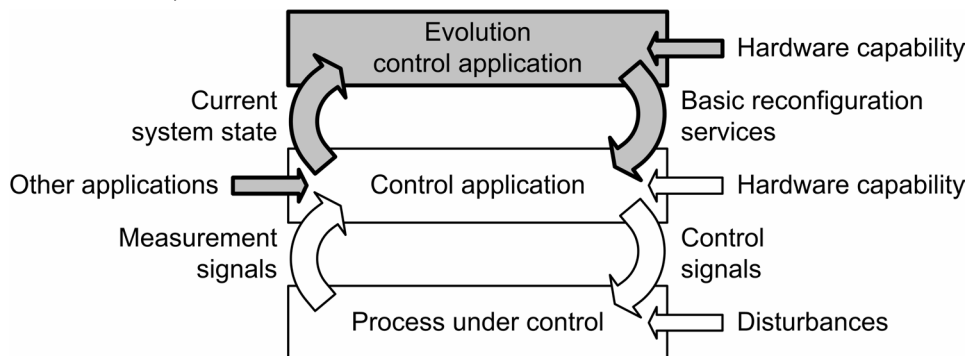 Evolution
control application
Hardware capability
Current
system state
Basic reconfiguration
services
Other applications
Control application
Hardware capability
Measurement
signals
Control
signals
Process under control
Disturbances